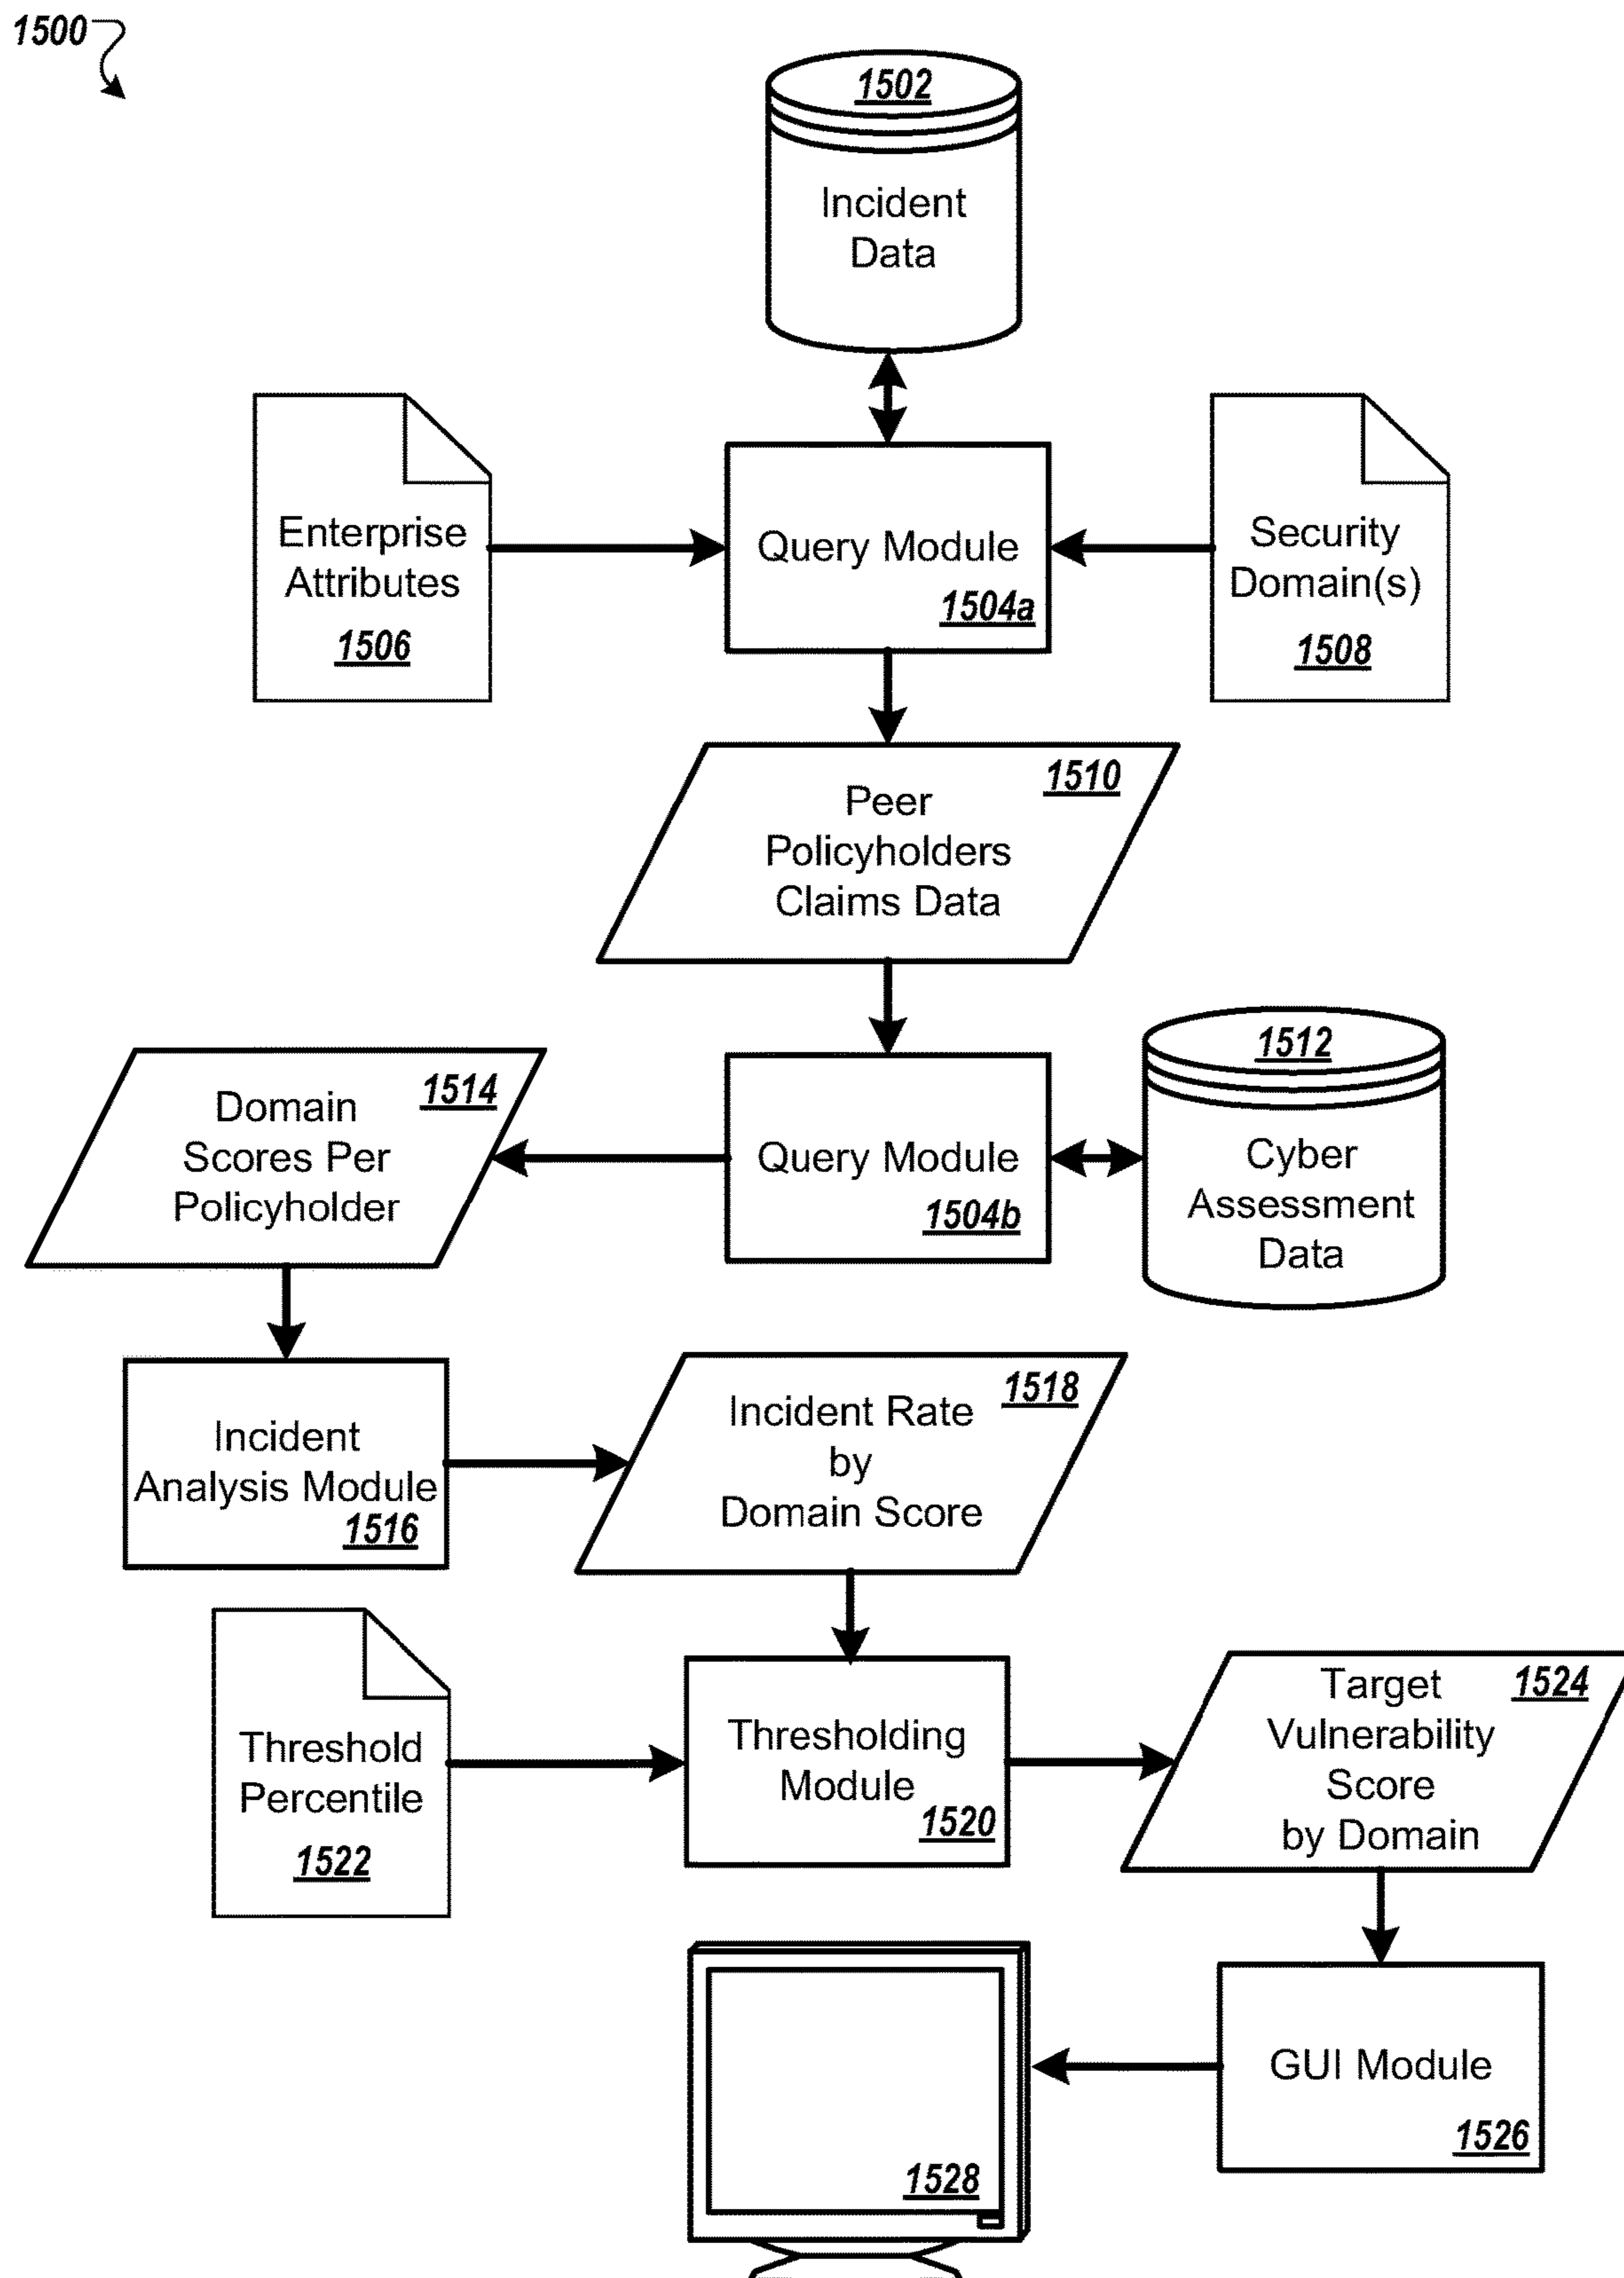 1500
1502
Incident
Data
Enterprise
Attributes
1506
Query Module
1504a
Security
Domain(s)
1508
1510
Peer
Policyholders
Claims Data
1514
Domain
Scores Per
Policyholder
Query Module
1504b
1512
Cyber
Assessment
Data
Incident
Analysis Module
1516
1518
Incident Rate
by
Domain Score
Threshold
Percentile
1522
Thresholding
Module
1520
1524
Target
Vulnerability
Score
by Domain
GUI Module
1526
1528